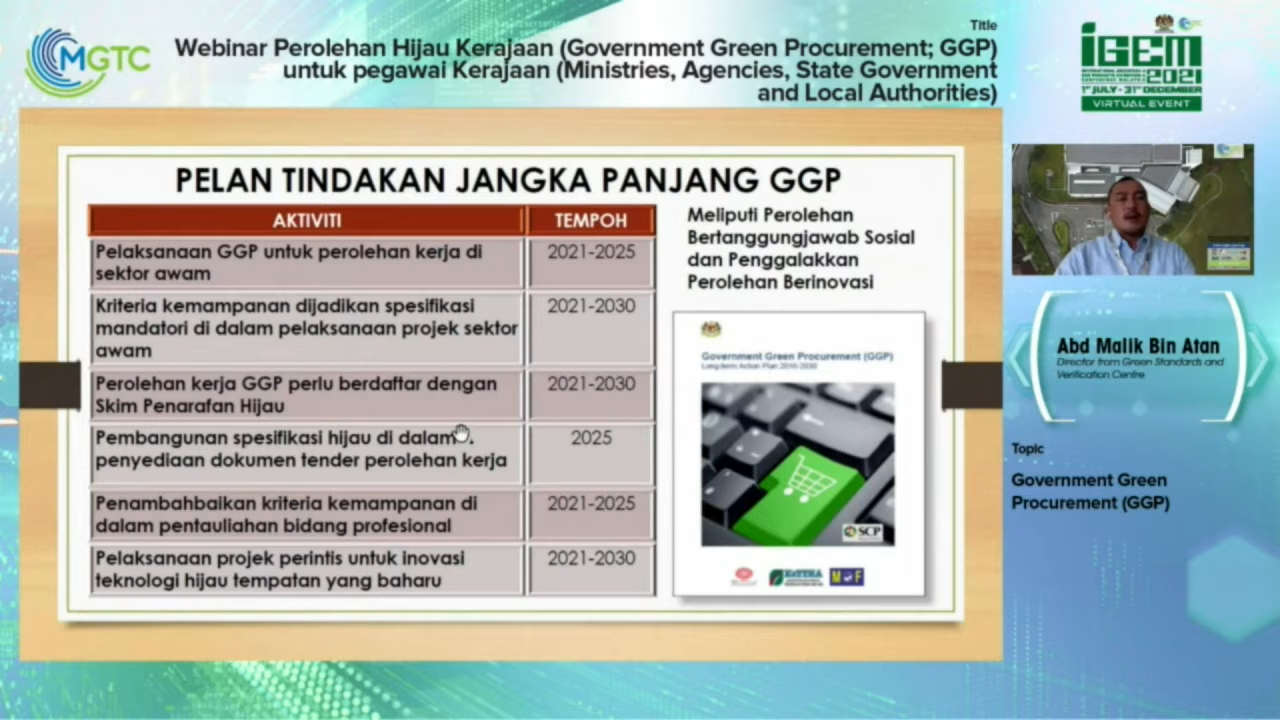 MGTC
Title
Webinar Perolehan Hijau Kerajaan (Government Green Procurement; GGP)
untuk pegawai Kerajaan (Ministries, Agencies, State Government
and Local Authorities)
iGEM
2021
1ST JULY - 31ST DECEMBER
VIRTUAL EVENT
PELAN TINDAKAN JANGKA PANJANG GGP
AKTIVITI TEMPOH
Pelaksanaan GGP untuk perolehan kerja di
sektor awam
2021-2025
Kriteria kemampanan dijadikan spesifikasi
mandatori di dalam pelaksanaan projek sektor
awam
2021-2030
Perolehan kerja GGP perlu berdaftar dengan
Skim Penarafan Hijau
2021-2030
Pembangunan spesifikasi hijau di dalam .
penyediaan dokumen tender perolehan kerja
2025
Penambahbaikan kriteria kemampanan di
dalam pentauliahan bidang profesional
2021-2025
Pelaksanaan projek perintis untuk inovasi
teknologi hijau tempatan yang baharu
2021-2030
Meliputi Perolehan
Bertanggungjawab Sosial
dan Penggalakkan
Perolehan Berinovasi
Government Green Procurement (GGP)
Long-term Action Plan 2016-2030
SCP
KeTTHA
MOF
Abd Malik Bin Atan
Director from Green Standards and
Verification Centre
Topic
Government Green
Procurement (GGP)